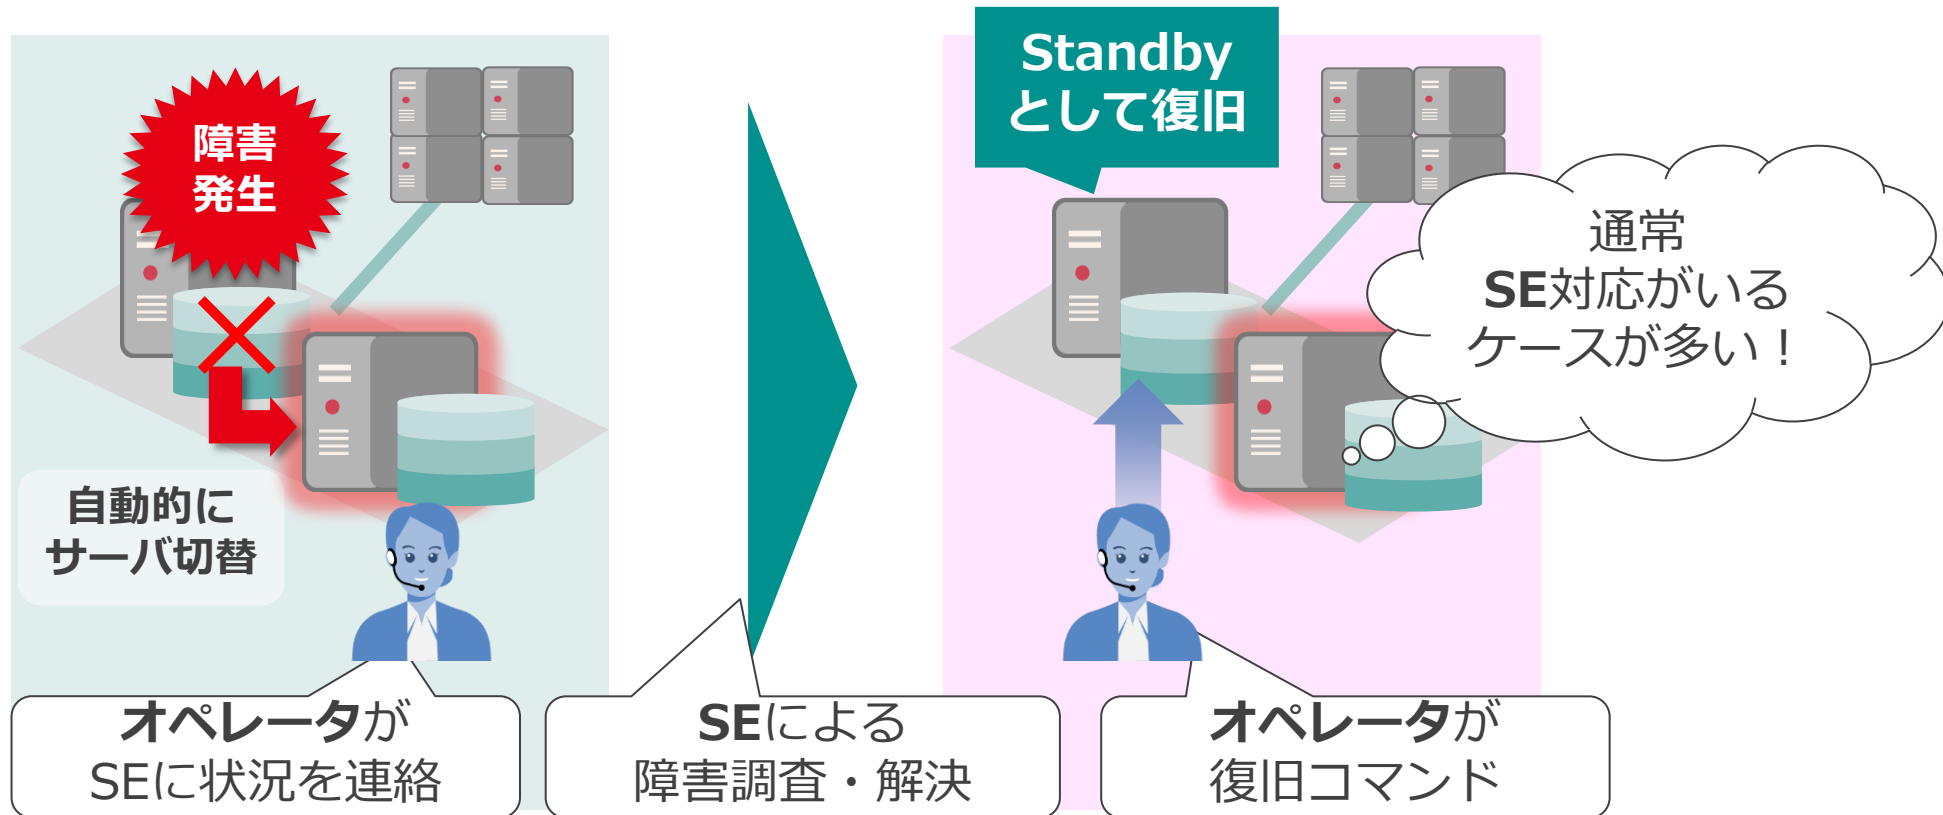 障害
発生
自動的に
サーバ切替
オペレータが
SEに状況を連絡
SEによる
障害調査・解決
Standby
として復旧
通常
SE対応がいる
ケースが多い！
オペレータが
復旧コマンド